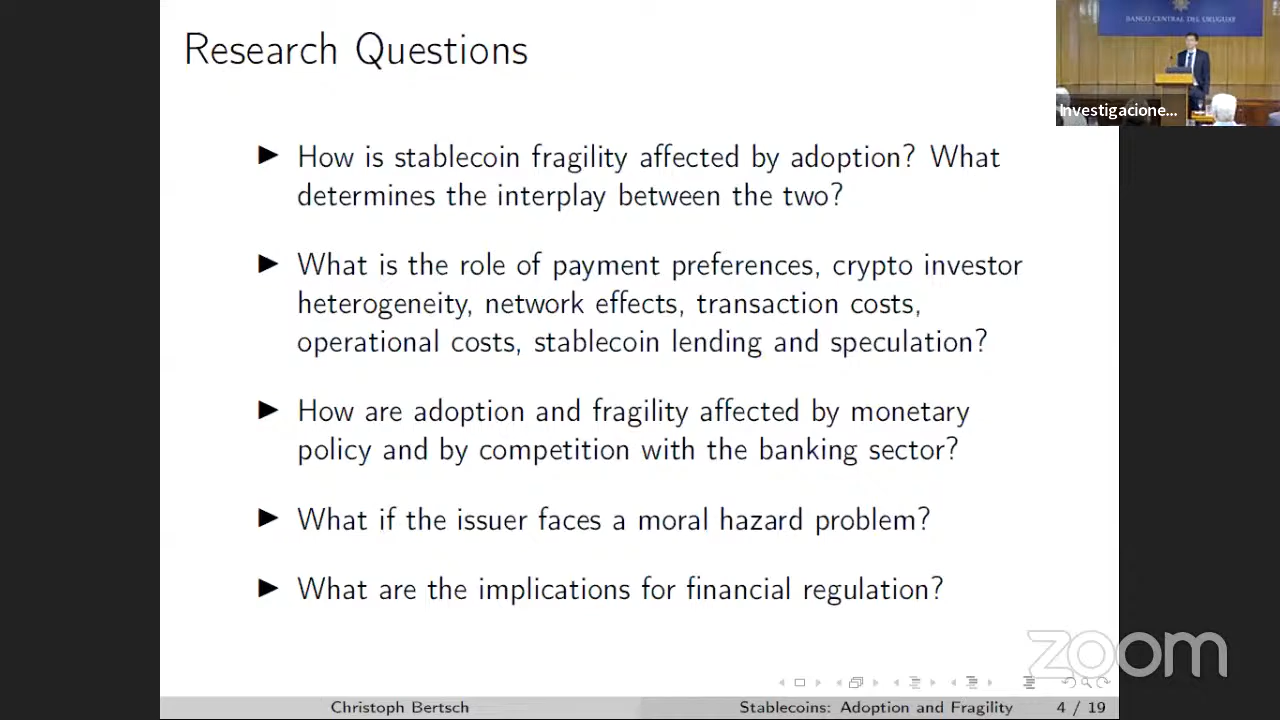 Research Questions
BANCO CENTRAL DEL URUGUAY
Investigacione...
How is stablecoin fragility affected by adoption? What
determines the interplay between the two?
What is the role of payment preferences, crypto investor
heterogeneity, network effects, transaction costs,
operational costs, stablecoin lending and speculation?
How are adoption and fragility affected by monetary
policy and by competition with the banking sector?
What if the issuer faces a moral hazard problem?
What are the implications for financial regulation?
zoom
Christoph Bertsch
Stablecoins: Adoption and Fragility
4 / 19